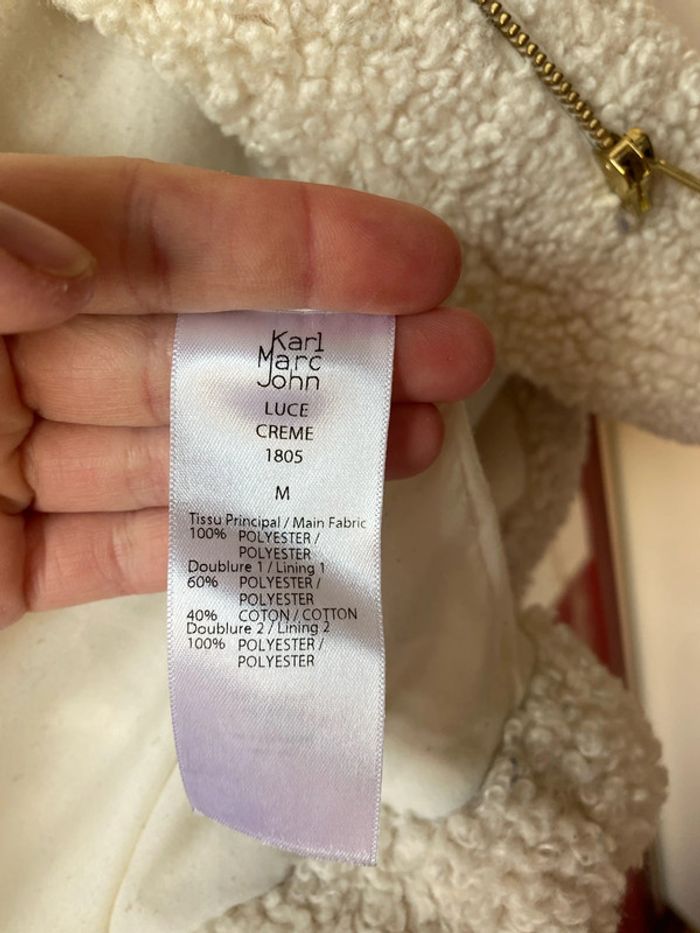 Karl
Marc
John
LUCE
CREME
1805
M
Tissu Principal / Main Fabric
100% POLYESTER /
POLYESTER
Doublure 1 / Lining 1
60% POLYESTER /
POLYESTER
40% COTON / COTTON
Doublure 2 / Lining 2
100% POLYESTER /
POLYESTER